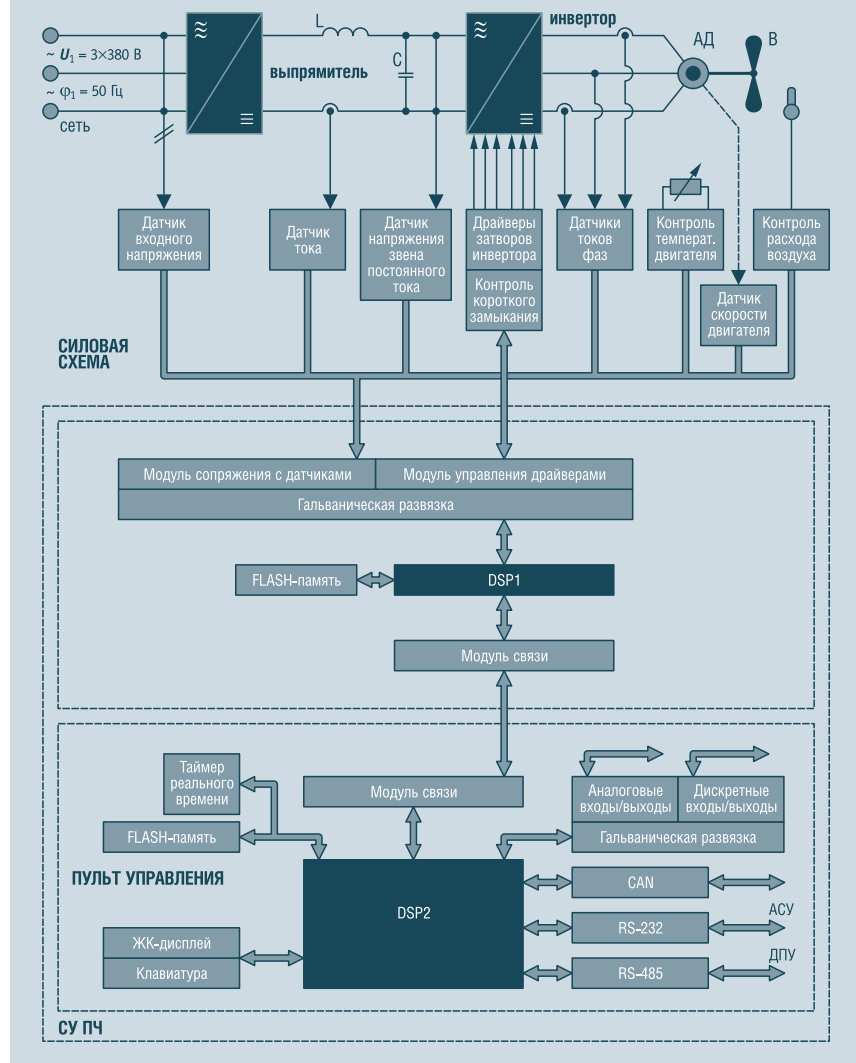 L
инвертор
АД
В
~ U₁ = 3×380 В
C
выпрямитель
~ φ₁ = 50 Гц
сеть
Датчик
входного
напряжения
Датчик
тока
Датчик
напряжения
звена
постоянного
тока
Драйверы
затворов
инвертора
Контроль
короткого
замыкания
Датчики
токов
фаз
Контроль
температ.
двигателя
Контроль
расхода
воздуха
Датчик
скорости
двигателя
СИЛОВАЯ
СХЕМА
Модуль сопряжения с датчиками
Модуль управления драйверами
Гальваническая развязка
FLASH-память
DSP1
Модуль связи
Таймер
реального
времени
Модуль связи
Аналоговые
входы/выходы
Дискретные
входы/выходы
FLASH-память
Гальваническая развязка
ПУЛЬТ УПРАВЛЕНИЯ
DSP2
CAN
АСУ
RS-232
ЖК-дисплей
Клавиатура
ДПУ
RS-485
СУ ПЧ